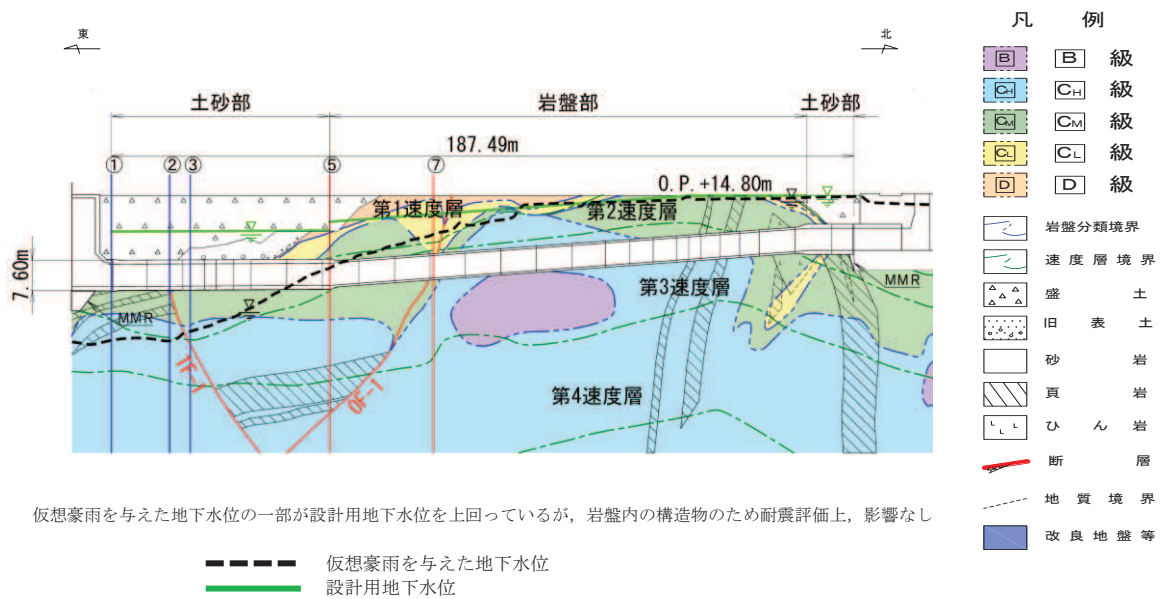 東
北
土砂部
岩盤部
土砂部
187.49m
①
②
③
⑤
⑦
O.P.+14.80m
第1速度層
第2速度層
7.60m
第3速度層
MMR
MMR
TF-1
OF-1
第4速度層
凡 例
B B 級
CH CH 級
CM CM 級
CL CL 級
D D 級
岩盤分類境界
速度層境界
盛土
旧表土
砂岩
頁岩
ひん岩
断層
地質境界
改良地盤等
仮想豪雨を与えた地下水位の一部が設計用地下水位を上回っているが，岩盤内の構造物のため耐震評価上，影響なし
仮想豪雨を与えた地下水位
設計用地下水位